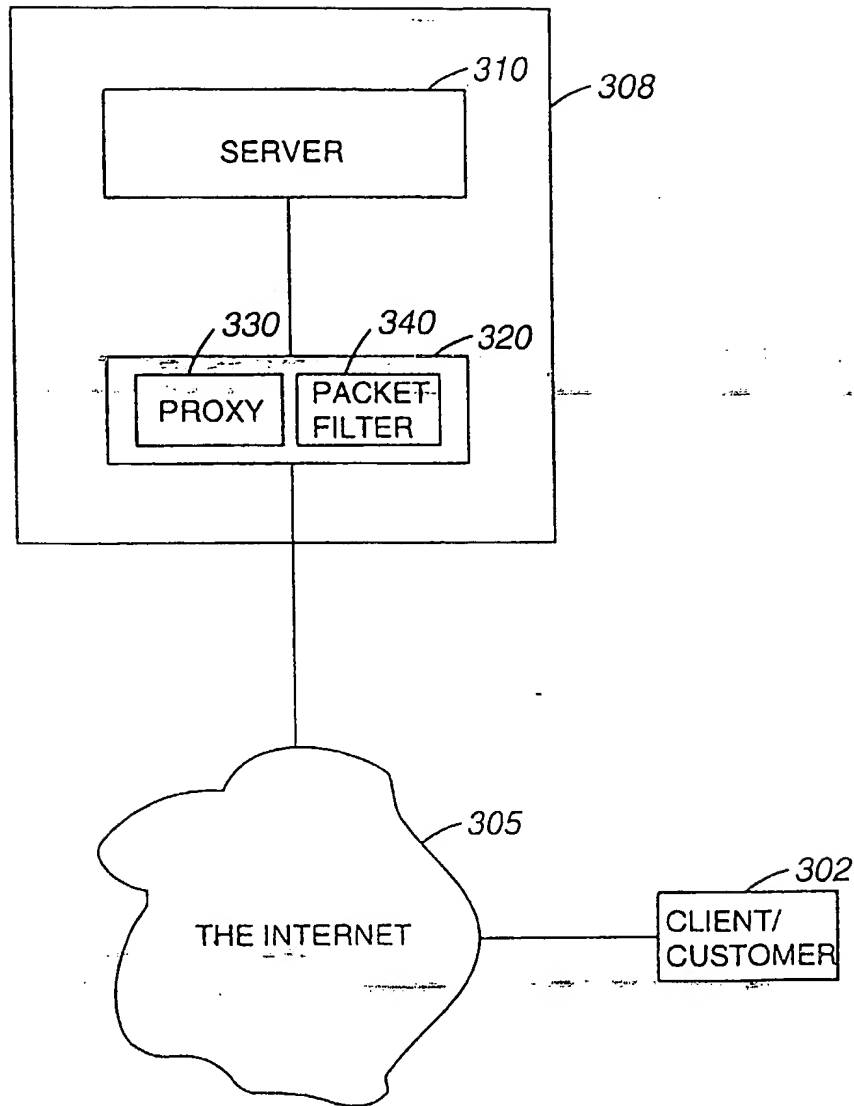 310
308
SERVER
330
340
320
PROXY
PACKET
FILTER
305
302
THE INTERNET
CLIENT/
CUSTOMER